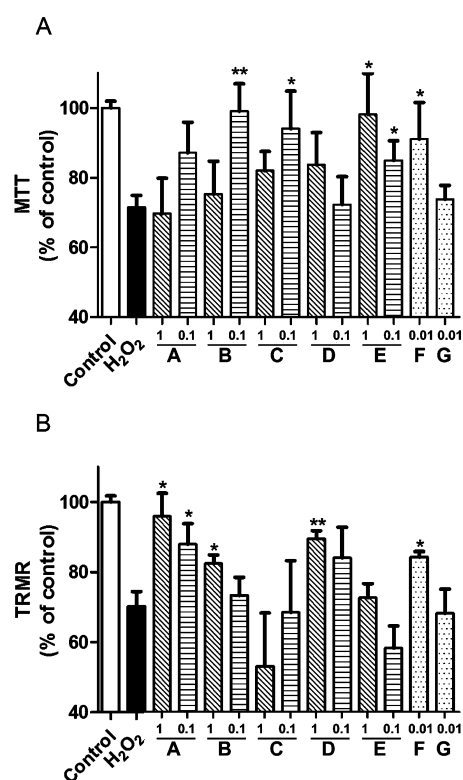 A
MTT
(% of control)
100
80
60
40
** * * * *
Control H₂O₂ 1 0.1 1 0.1 1 0.1 1 0.1 1 0.1 0.01 0.01
A B C D E F G
B
TRMR
(% of control)
100
80
60
40
* * * ** *
Control H₂O₂ 1 0.1 1 0.1 1 0.1 1 0.1 1 0.1 0.01 0.01
A B C D E F G